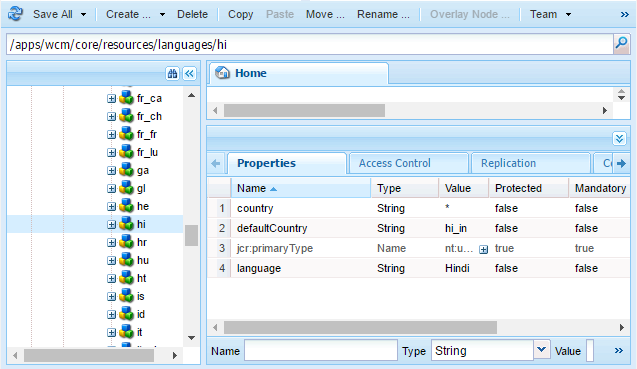 Save All Create ... Delete Copy Paste Move ... Rename ... Overlay Node ... Team
/apps/wcm/core/resources/languages/hi
fr_ca
fr_ch
fr_fr
fr_lu
ga
gl
he
hi
hr
hu
ht
is
id
it
Home
Properties Access Control Replication
Name Type Value Protected Mandatory
1 country String * false false
2 defaultCountry String hi_in false false
3 jcr:primaryType Name nt:u... true true
4 language String Hindi false false
Name Type String Value